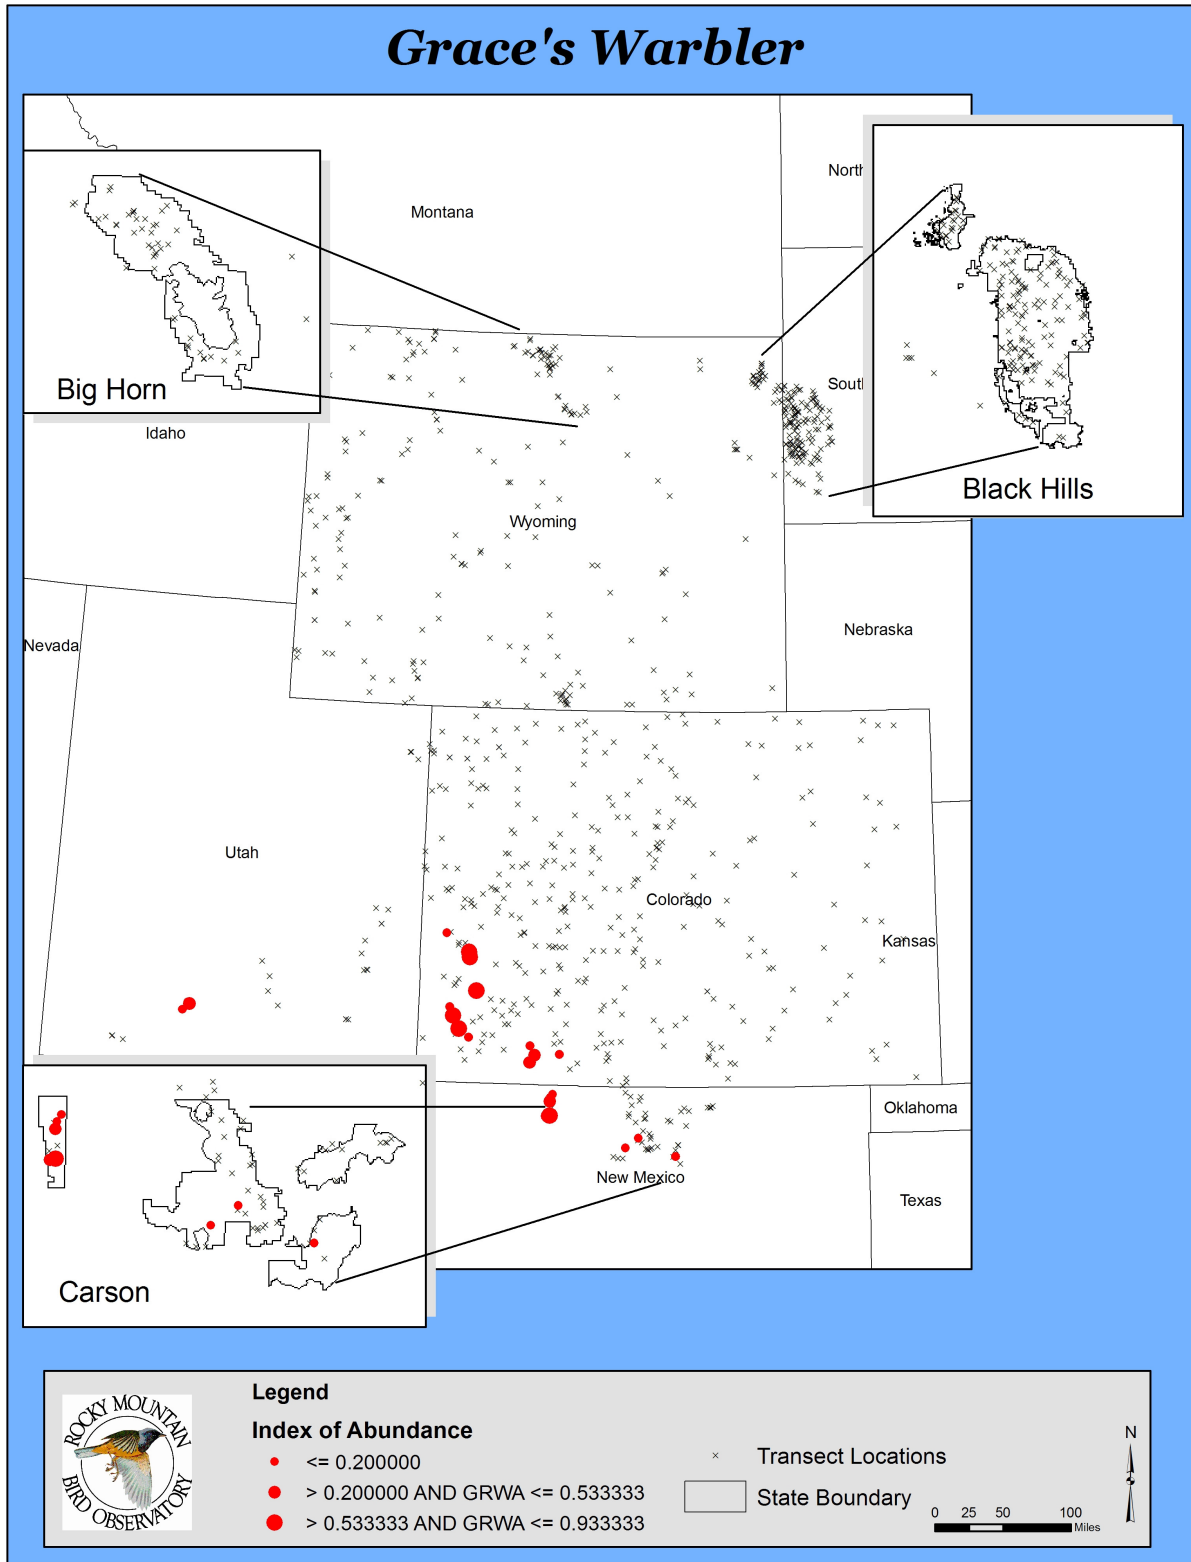 Grace's Warbler
North
Montana
South
Big Horn
Idaho
Black Hills
Wyoming
Nevada
Nebraska
Utah
Colorado
Kansas
Oklahoma
New Mexico
Texas
Carson
Legend
Index of Abundance
<= 0.200000
> 0.200000 AND GRWA <= 0.533333
> 0.533333 AND GRWA <= 0.933333
Transect Locations
State Boundary
N
0 25 50 100
Miles
ROCKY MOUNTAIN
BIRD OBSERVATORY